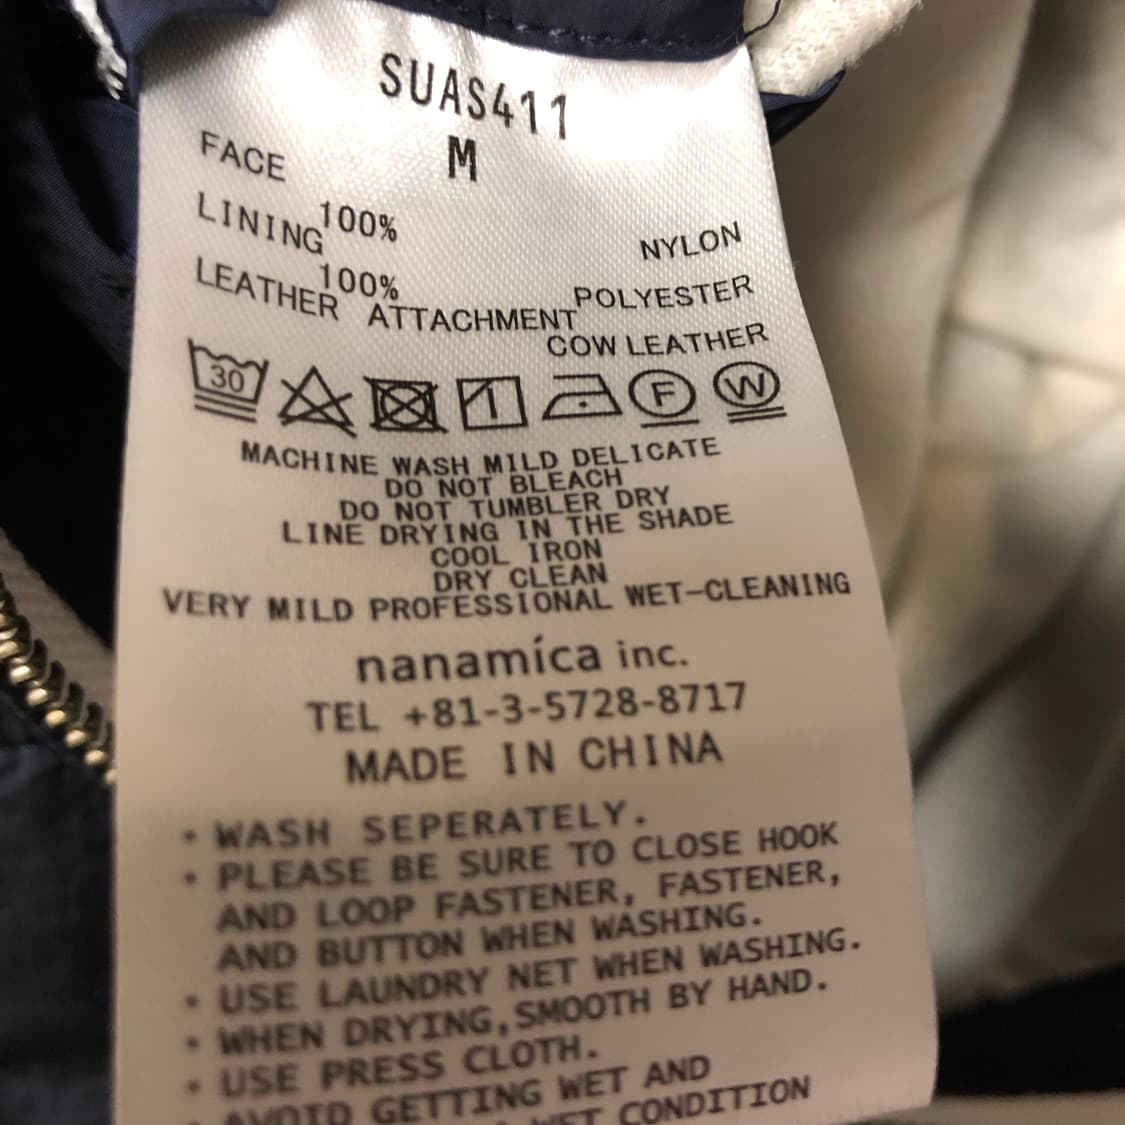 SUAS411
M
FACE
100% NYLON
LINING
100% POLYESTER
LEATHER ATTACHMENT
COW LEATHER
30 F W
MACHINE WASH MILD DELICATE
DO NOT BLEACH
DO NOT TUMBLER DRY
LINE DRYING IN THE SHADE
COOL IRON
DRY CLEAN
VERY MILD PROFESSIONAL WET-CLEANING
nanamíca inc.
TEL +81-3-5728-8717
MADE IN CHINA
• WASH SEPERATELY.
• PLEASE BE SURE TO CLOSE HOOK
AND LOOP FASTENER, FASTENER,
AND BUTTON WHEN WASHING.
• USE LAUNDRY NET WHEN WASHING.
• WHEN DRYING,SMOOTH BY HAND.
• USE PRESS CLOTH.
• AVOID GETTING WET AND
WET CONDITION